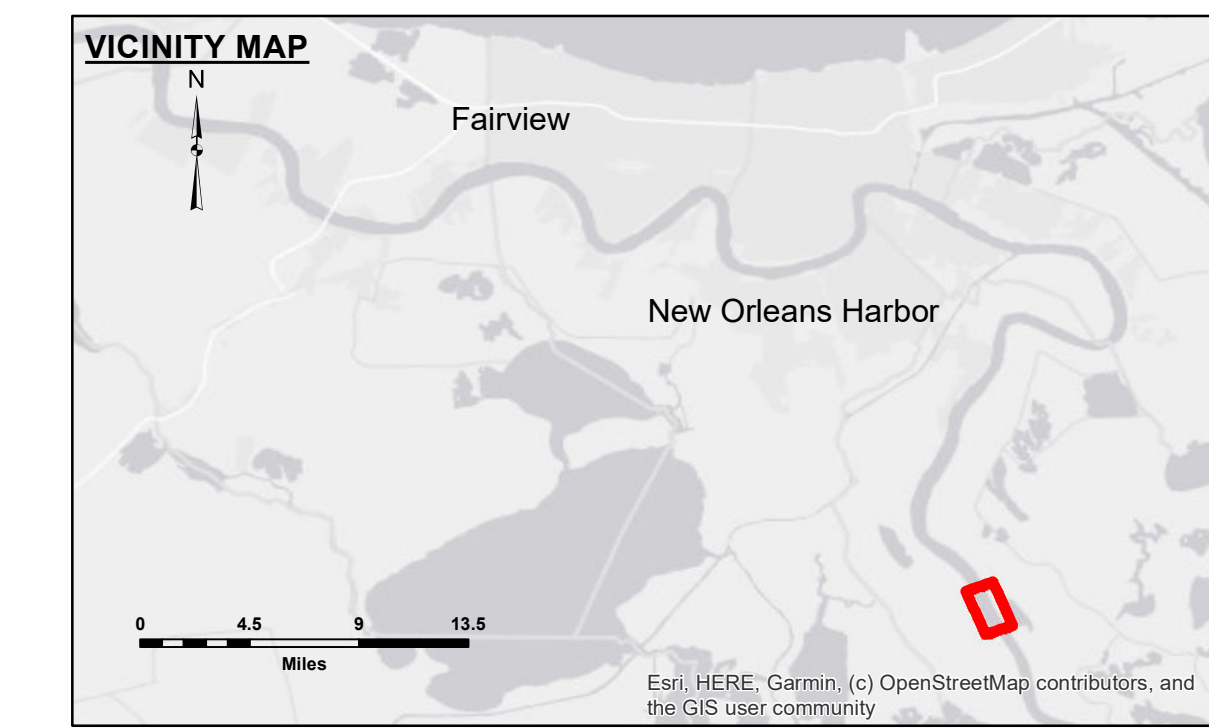 VICINITY MAP
N
Fairview
New Orleans Harbor
0 4.5 9 13.5
Miles
Esri, HERE, Garmin, (c) OpenStreetMap contributors, and
the GIS user community